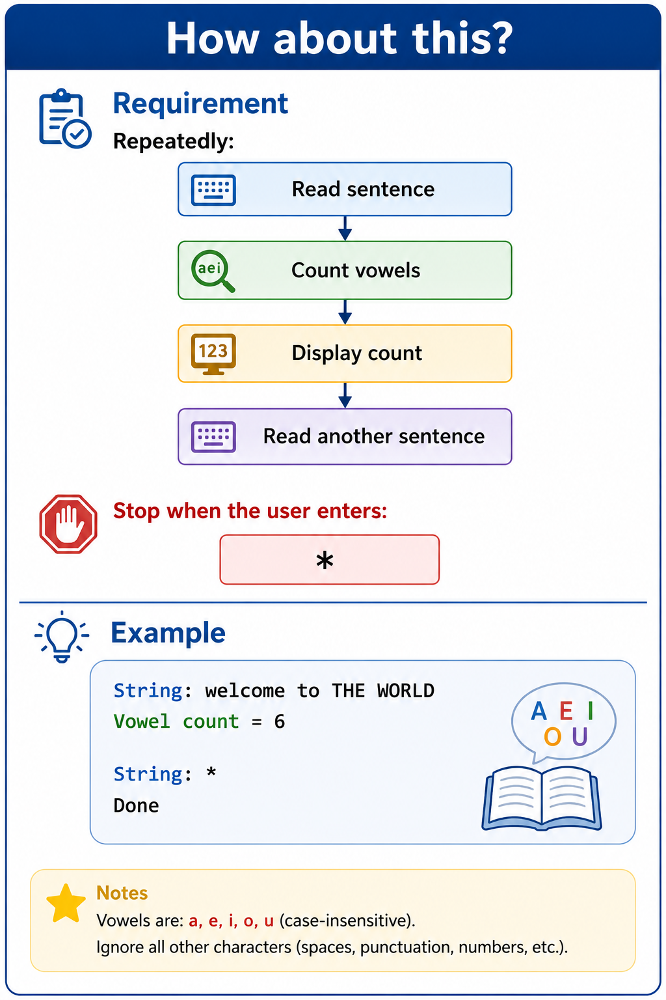 How about this?
Requirement
Repeatedly:
Read sentence
aei
Count vowels
123
Display count
Read another sentence
Stop when the user enters:
*
Example
String: welcome to THE WORLD
Vowel count = 6
String: *
Done
A E I
O U
Notes
Vowels are: a, e, i, o, u (case-insensitive).
Ignore all other characters (spaces, punctuation, numbers, etc.).